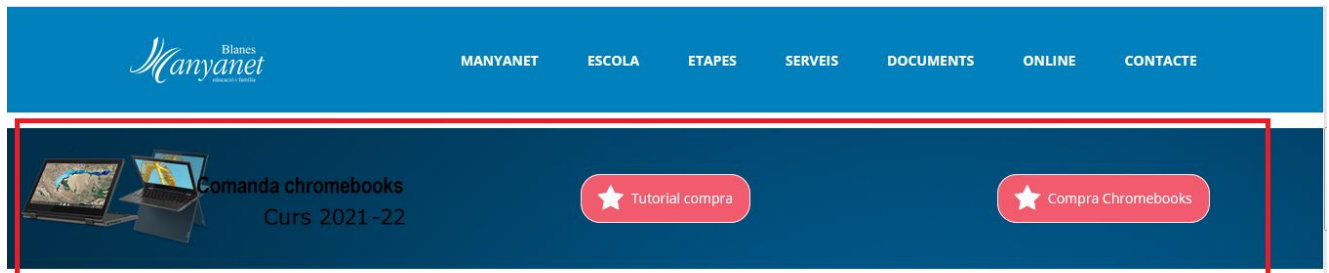 Blanes
Manyanet
educació i família
MANYANET ESCOLA ETAPES SERVEIS DOCUMENTS ONLINE CONTACTE
Comanda chromebooks
Curs 2021-22
Tutorial compra
Compra Chromebooks